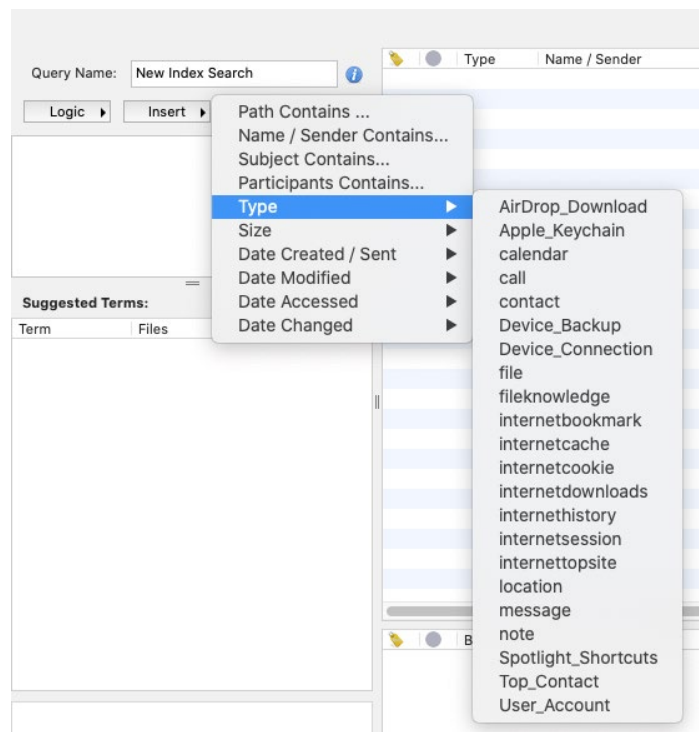 Type Name / Sender
Query Name: New Index Search
Logic Insert
Path Contains ...
Name / Sender Contains...
Subject Contains...
Participants Contains...
Type
Size
Date Created / Sent
Date Modified
Date Accessed
Date Changed
AirDrop_Download
Apple_Keychain
calendar
call
contact
Device_Backup
Device_Connection
file
fileknowledge
internetbookmark
internetcache
internetcookie
internetdownloads
internethistory
internetsession
internettopsite
location
message
note
Spotlight_Shortcuts
Top_Contact
User_Account
Suggested Terms:
Term Files